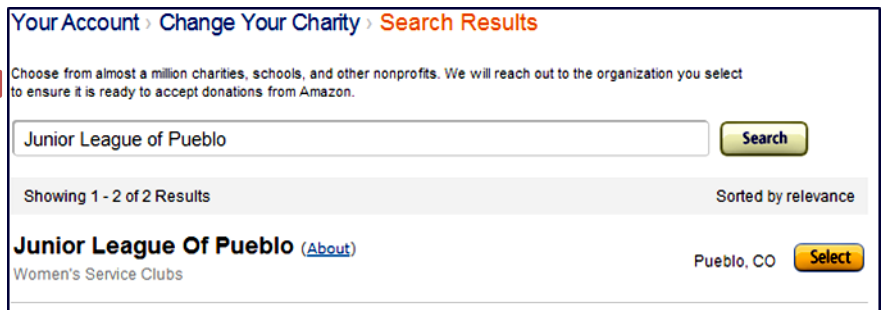 Your Account › Change Your Charity › Search Results
Choose from almost a million charities, schools, and other nonprofits. We will reach out to the organization you select
to ensure it is ready to accept donations from Amazon.
Junior League of Pueblo Search
Showing 1 - 2 of 2 Results Sorted by relevance
Junior League Of Pueblo (About)
Women's Service Clubs Pueblo, CO Select